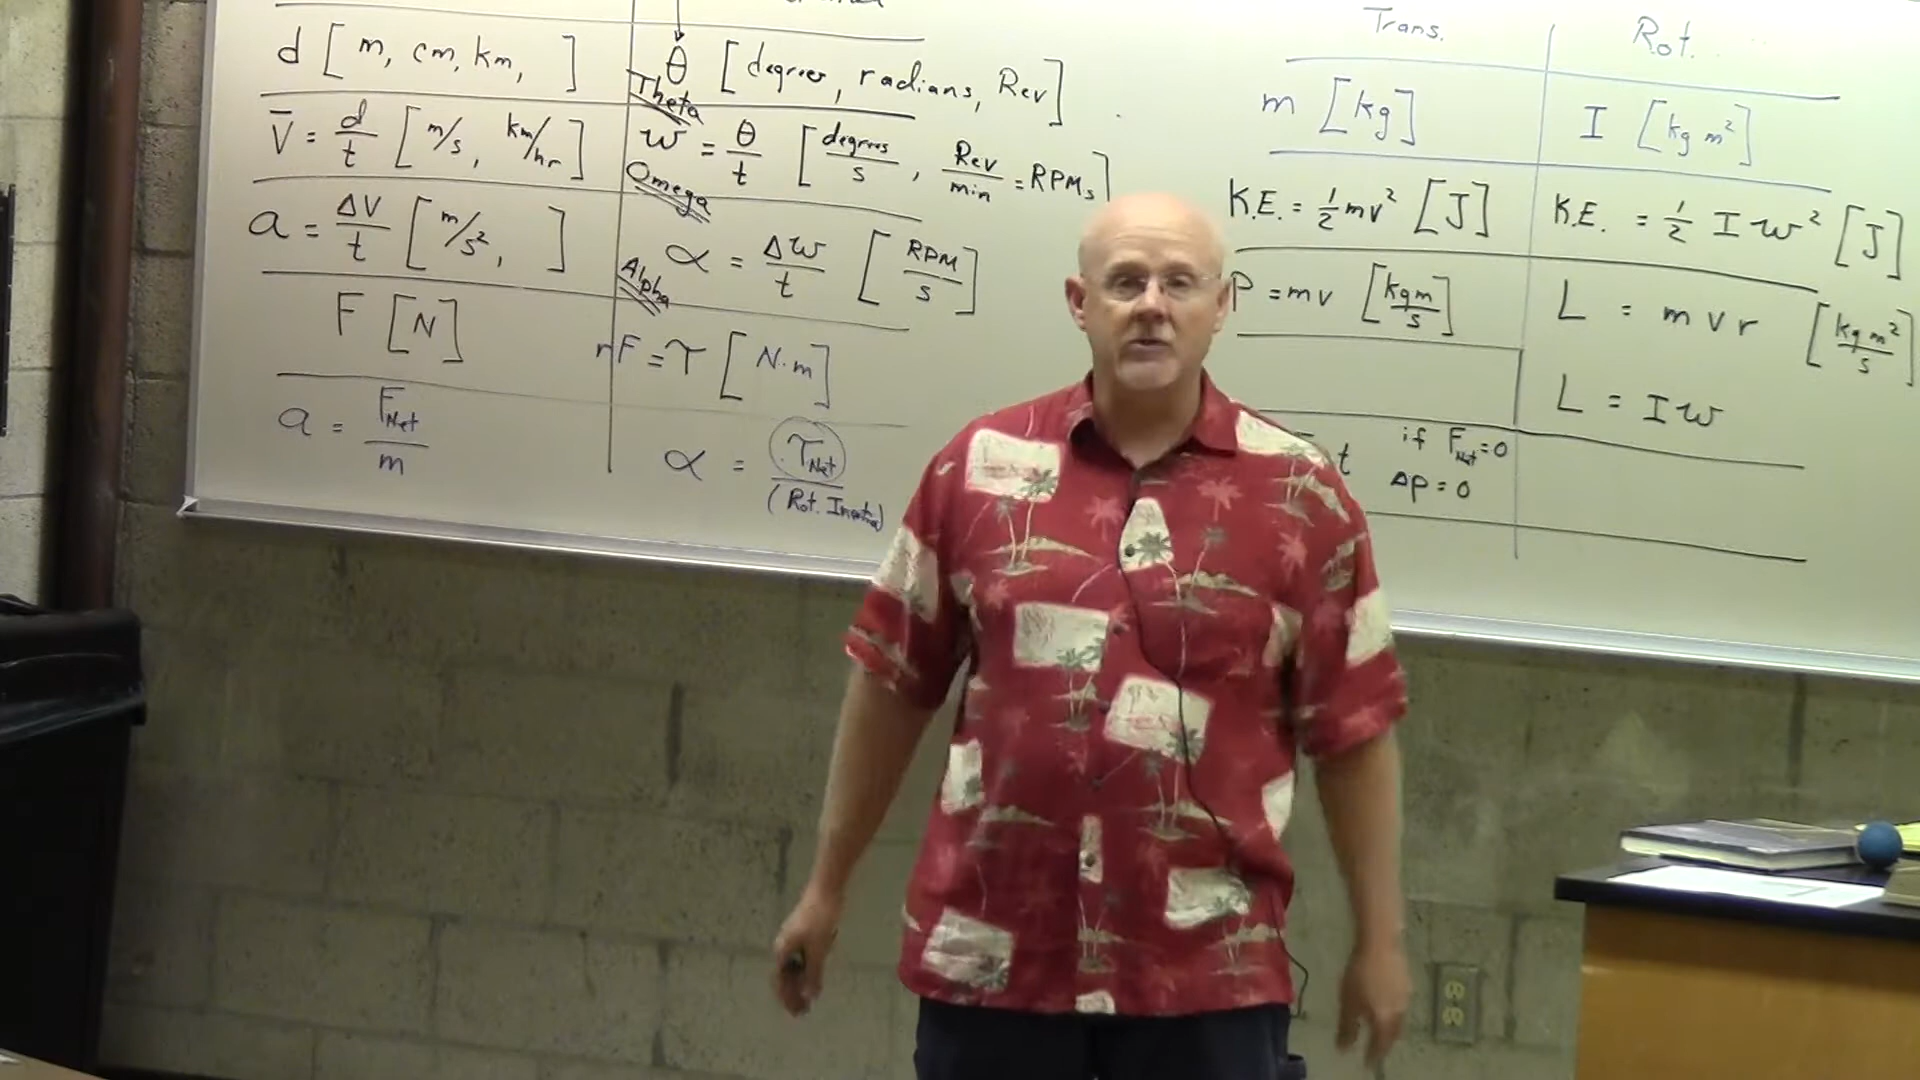 d [ m, cm, km, ]
θ [ degrees, radians, Rev ]
Theta
V̄ = d/t [ m/s, km/hr ]
ω = θ/t [ degrees/s, Rev/min = RPMs ]
Omega
a = ΔV/t [ m/s², ]
α = Δω/t [ RPM/s ]
Alpha
F [ N ]
rF = τ [ N·m ]
a = F_Net/m
α = τ_Net/(Rot. Inertia)
Trans.
Rot.
m [ kg ]
I [ kg m² ]
K.E. = ½ mv² [ J ]
K.E. = ½ I ω² [ J ]
P = mv [ kgm/s ]
L = m v r [ kg m²/s ]
L = I ω
t
if F_Net = 0
Δp = 0